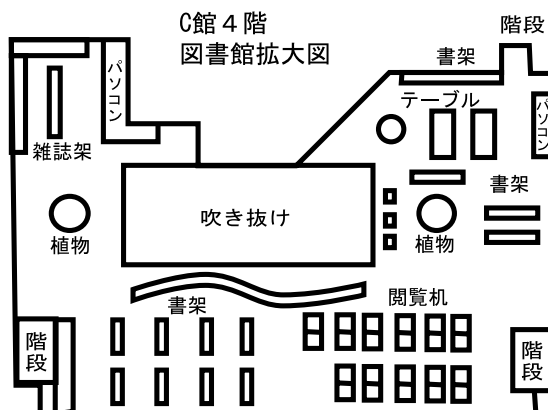 C館４階
図書館拡大図
階段
書架
パソコン
テーブル
パソコン
雑誌架
書架
吹き抜け
植物
植物
書架
閲覧机
階段
階段